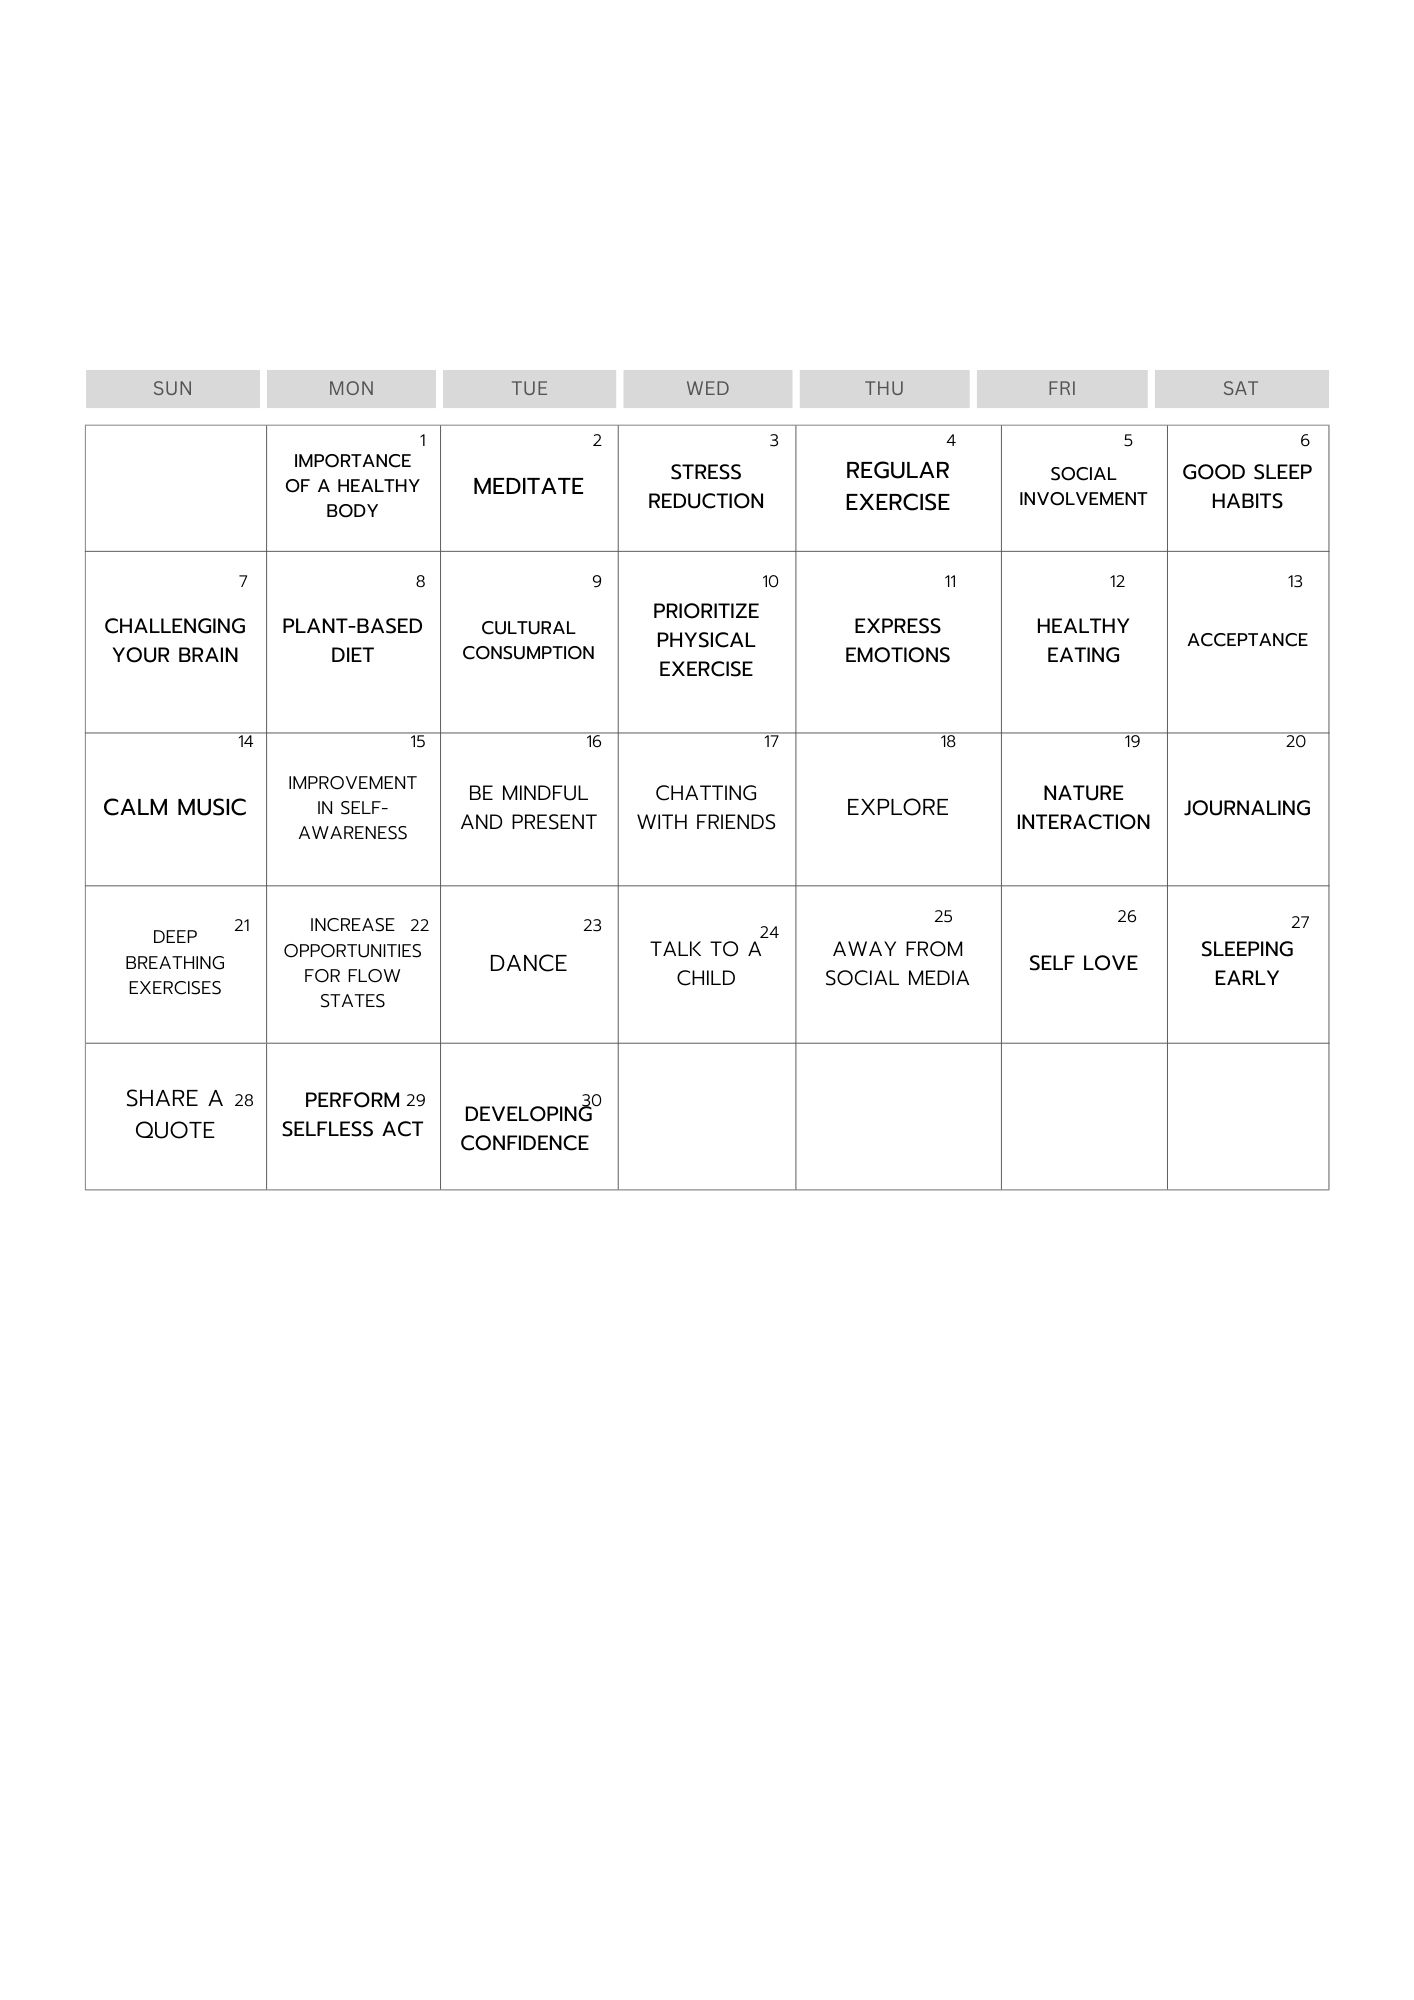 SUN MON TUE WED THU FRI SAT
1
IMPORTANCE
OF A HEALTHY
BODY
2
MEDITATE
3
STRESS
REDUCTION
4
REGULAR
EXERCISE
5
SOCIAL
INVOLVEMENT
6
GOOD SLEEP
HABITS
7
CHALLENGING
YOUR BRAIN
8
PLANT-BASED
DIET
9
CULTURAL
CONSUMPTION
10
PRIORITIZE
PHYSICAL
EXERCISE
11
EXPRESS
EMOTIONS
12
HEALTHY
EATING
13
ACCEPTANCE
14
CALM MUSIC
15
IMPROVEMENT
IN SELF-
AWARENESS
16
BE MINDFUL
AND PRESENT
17
CHATTING
WITH FRIENDS
18
EXPLORE
19
NATURE
INTERACTION
20
JOURNALING
21
DEEP
BREATHING
EXERCISES
22
INCREASE
OPPORTUNITIES
FOR FLOW
STATES
23
DANCE
24
TALK TO A
CHILD
25
AWAY FROM
SOCIAL MEDIA
26
SELF LOVE
27
SLEEPING
EARLY
28
SHARE A
QUOTE
29
PERFORM
SELFLESS ACT
30
DEVELOPING
CONFIDENCE